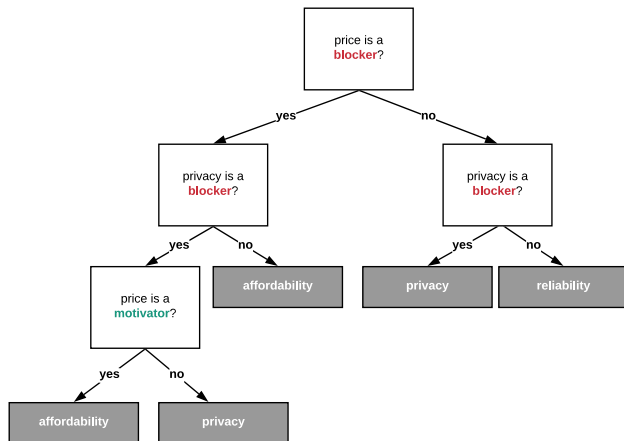 price is a
blocker?
yes
no
privacy is a
blocker?
privacy is a
blocker?
yes
no
yes
no
price is a
motivator?
affordability
privacy
reliability
yes
no
affordability
privacy